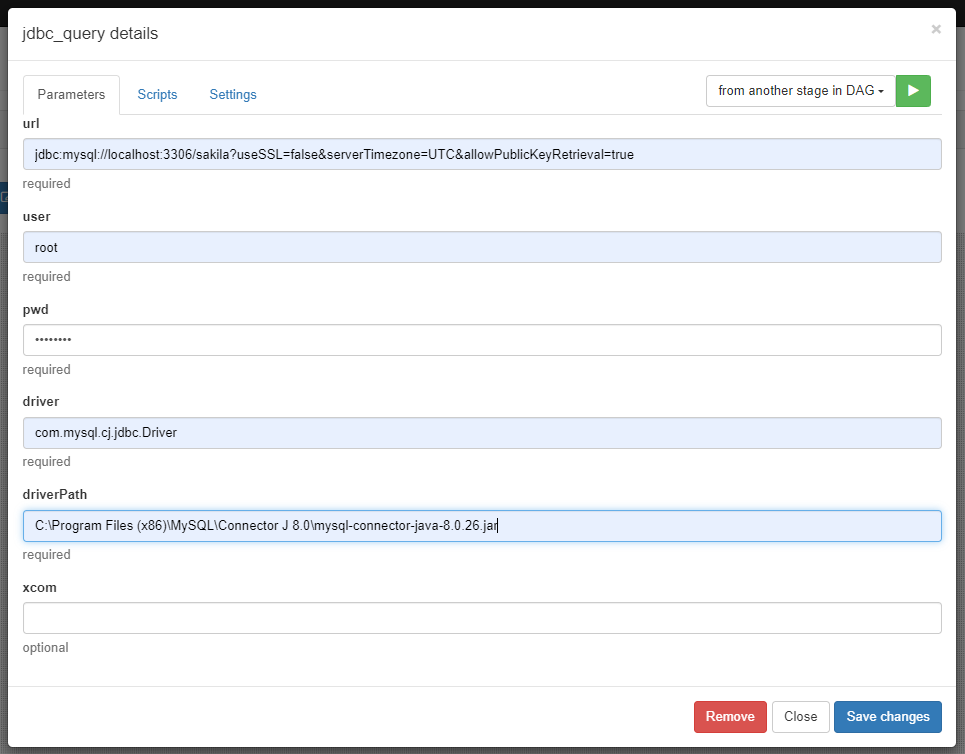 jdbc_query details
×
Parameters
Scripts
Settings
from another stage in DAG
url
jdbc:mysql://localhost:3306/sakila?useSSL=false&serverTimezone=UTC&allowPublicKeyRetrieval=true
required
user
root
required
pwd
••••••••
required
driver
com.mysql.cj.jdbc.Driver
required
driverPath
C:\Program Files (x86)\MySQL\Connector J 8.0\mysql-connector-java-8.0.26.jar
required
xcom
optional
Remove
Close
Save changes